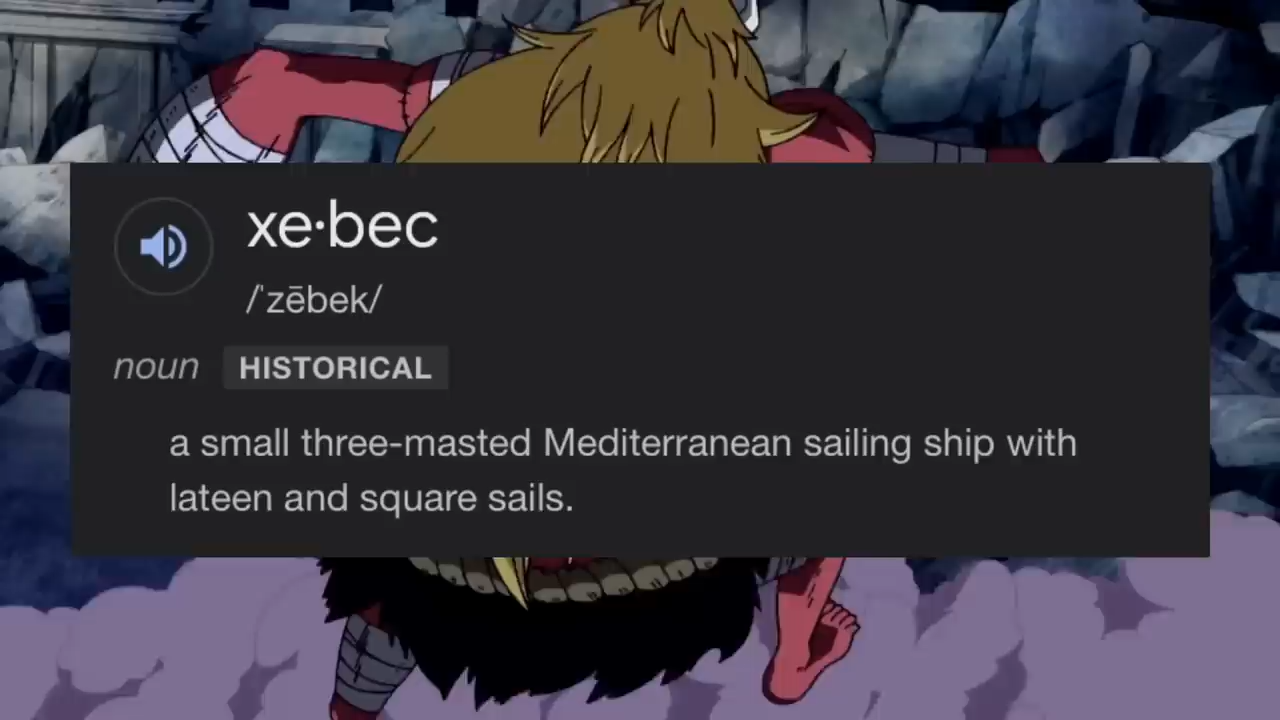 xe·bec
/ˈzēbek/
noun HISTORICAL
a small three-masted Mediterranean sailing ship with
lateen and square sails.